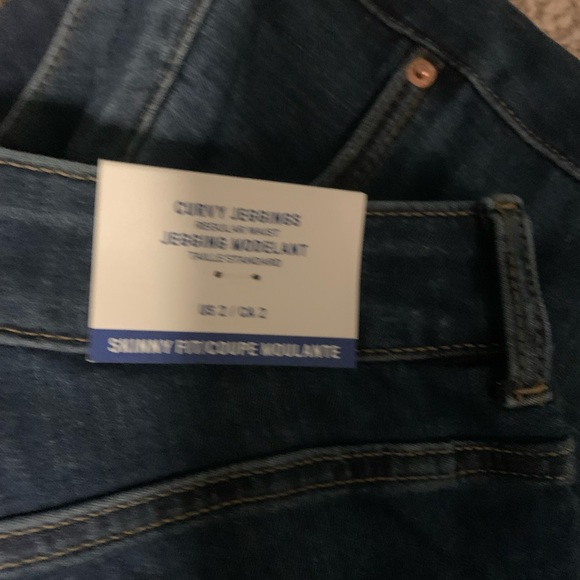 CURVY JEGGINGS
REGULAR WAIST
JEGGING MODELANT
TAILLE STANDARD
US 2 / CA 2
SKINNY FIT/COUPE MOULANTE